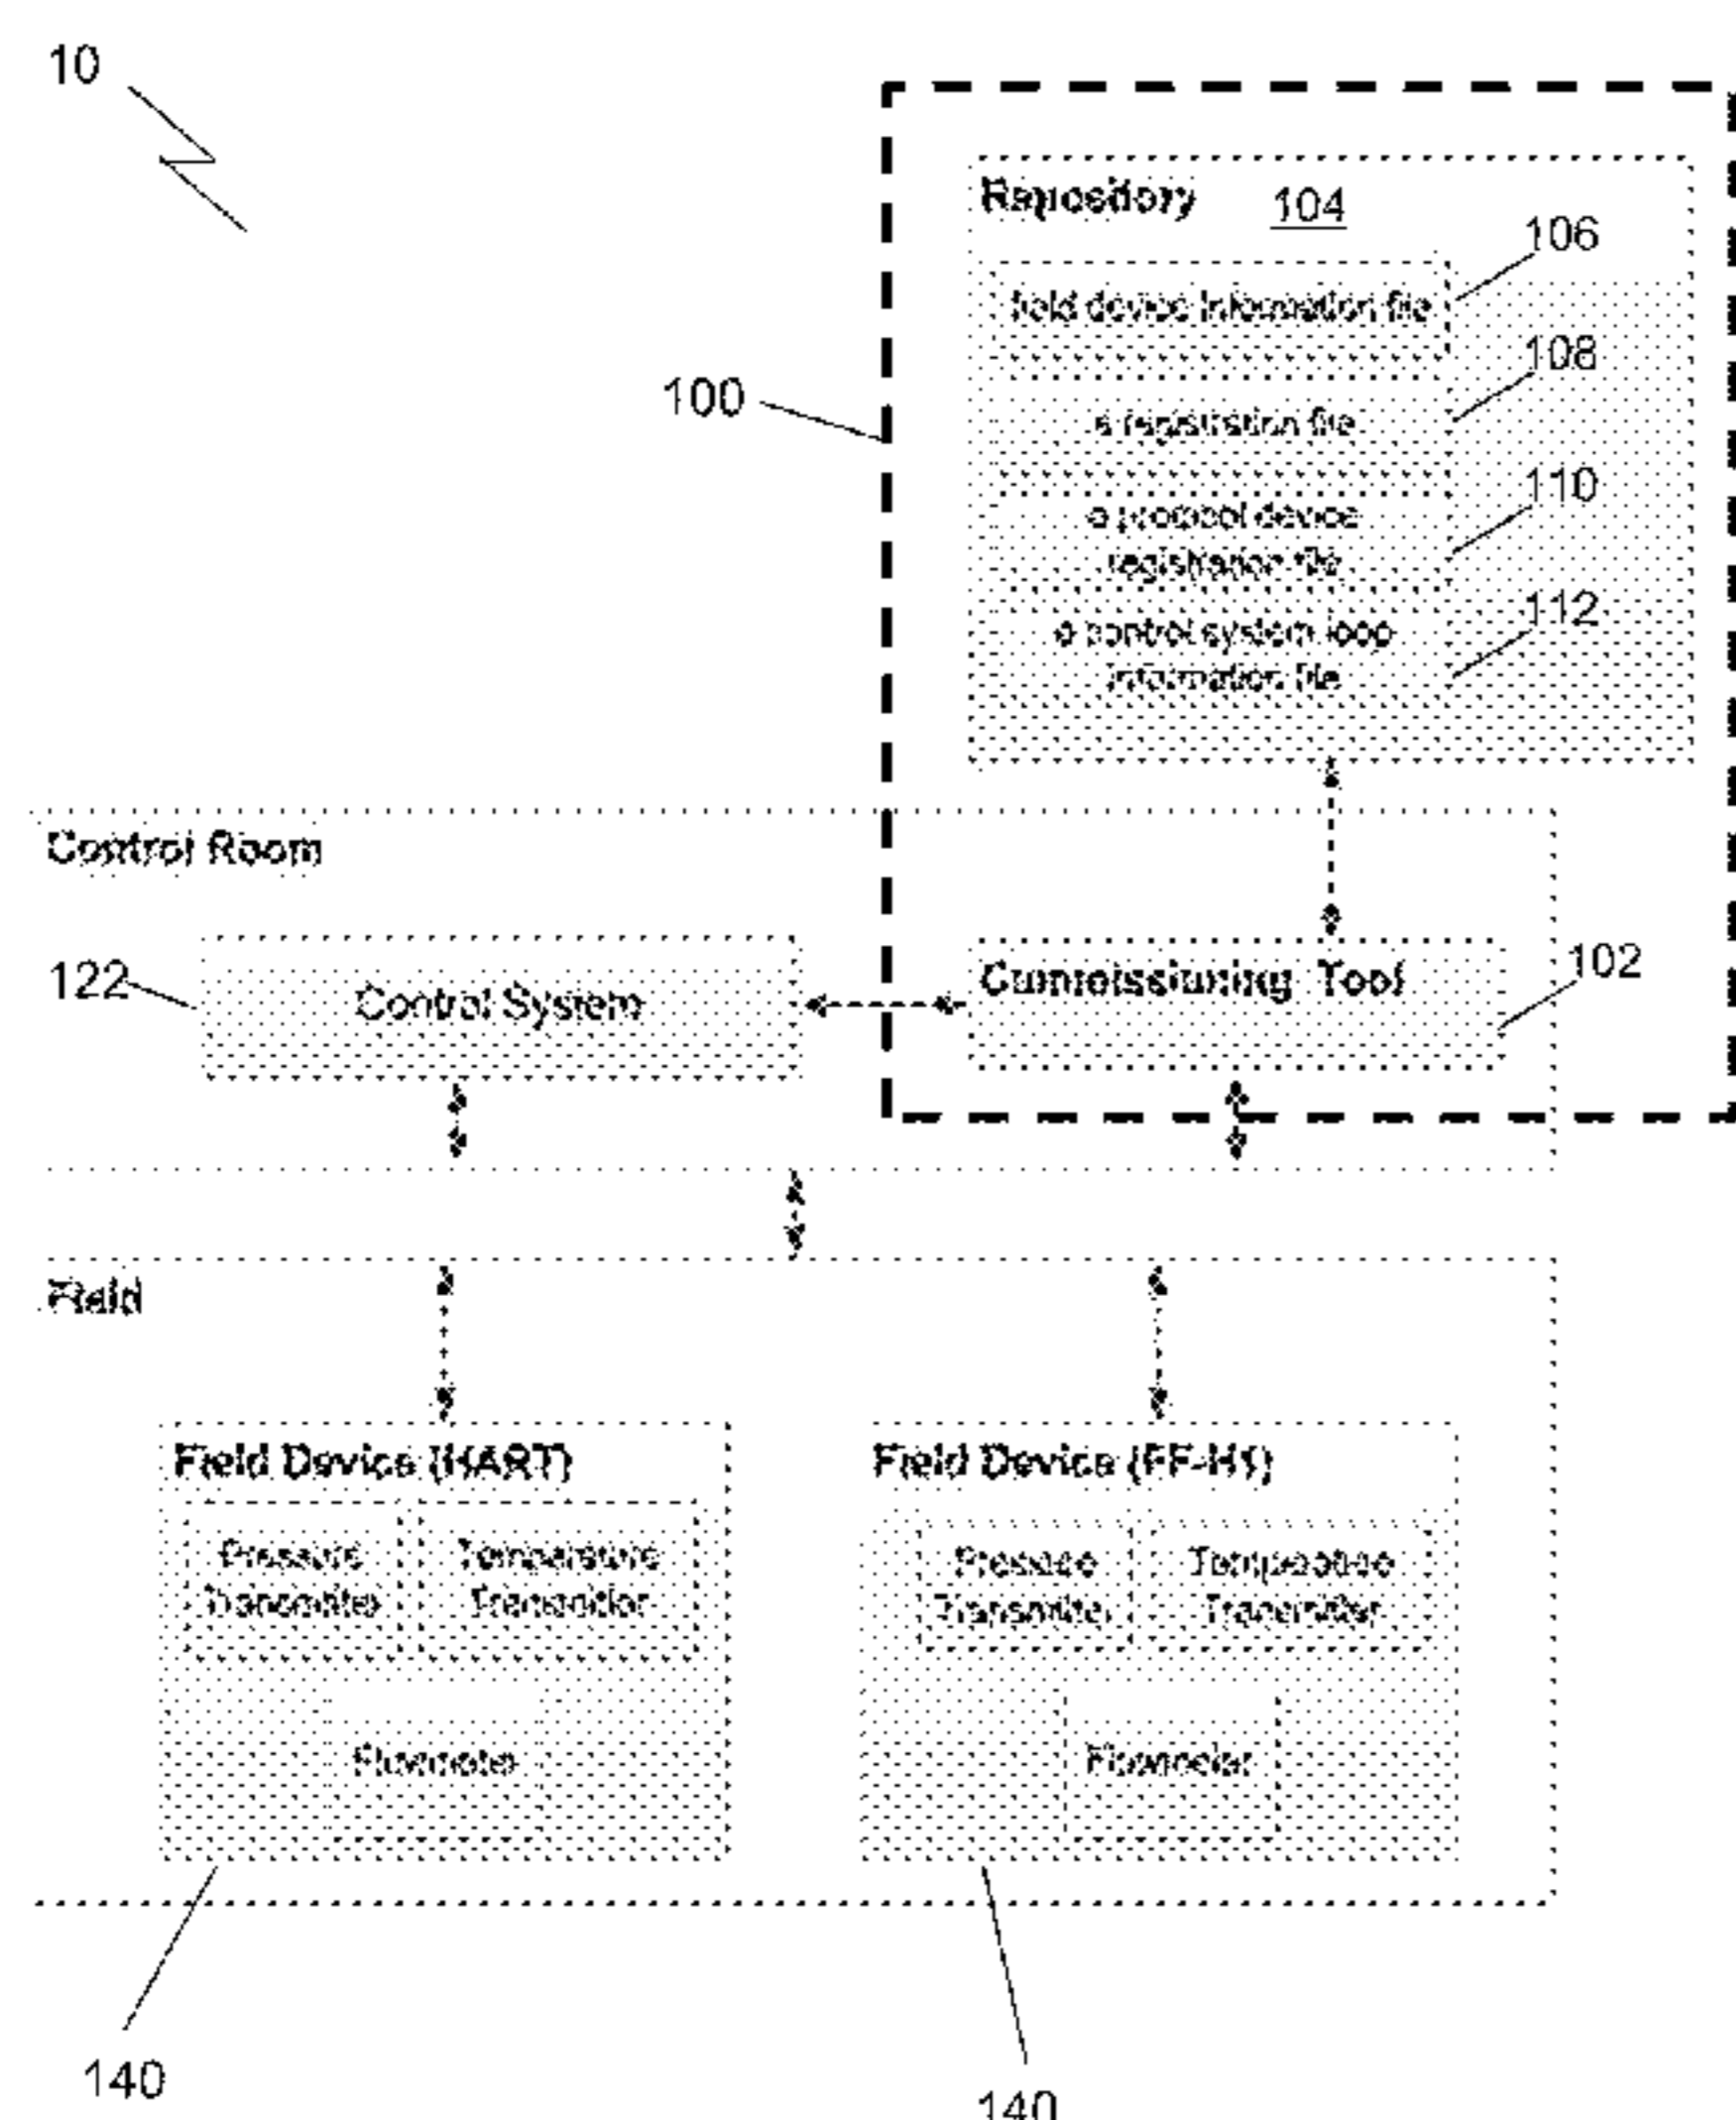 10
Repository 104
106
field device information file
108
100
a registration file
110
a protocol device
registration file
112
a control system loop
information file
Control Room
122
Control System
Commissioning Tool
102
Field
Field Device (HART)
Field Device (FF-H1)
Pressure
Transmitter
Temperature
Transmitter
Pressure
Transmitter
Temperature
Transmitter
Flowmeter
Flowmeter
140
140